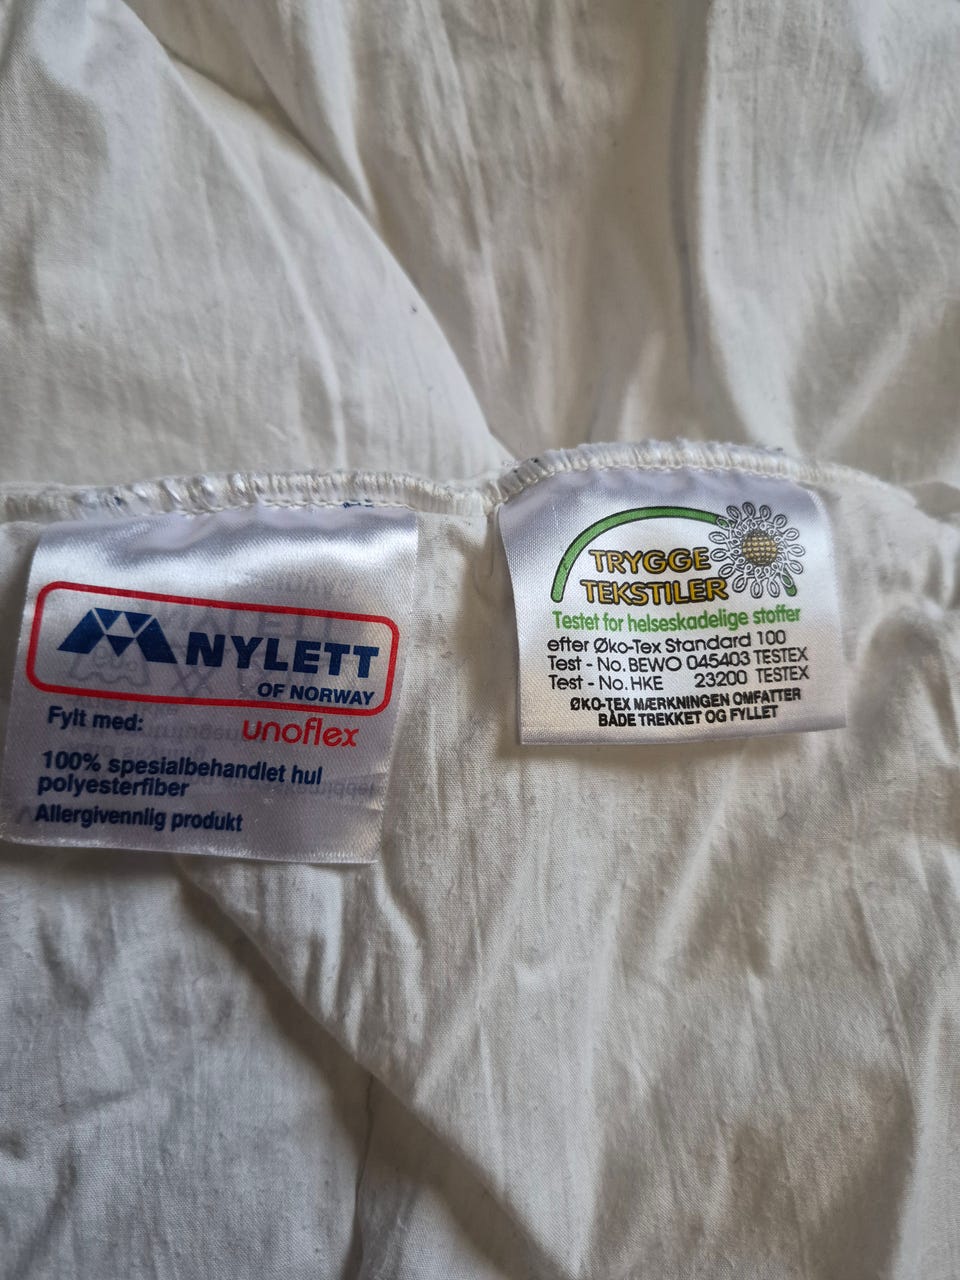 NYLETT
OF NORWAY
Fylt med: unoflex
100% spesialbehandlet hul
polyesterfiber
Allergivennlig produkt
TRYGGE
TEKSTILER
Testet for helseskadelige stoffer
efter Øko-Tex Standard 100
Test - No. BEWO 045403 TESTEX
Test - No. HKE 23200 TESTEX
ØKO-TEX MÆRKNINGEN OMFATTER
BÅDE TREKKET OG FYLLET